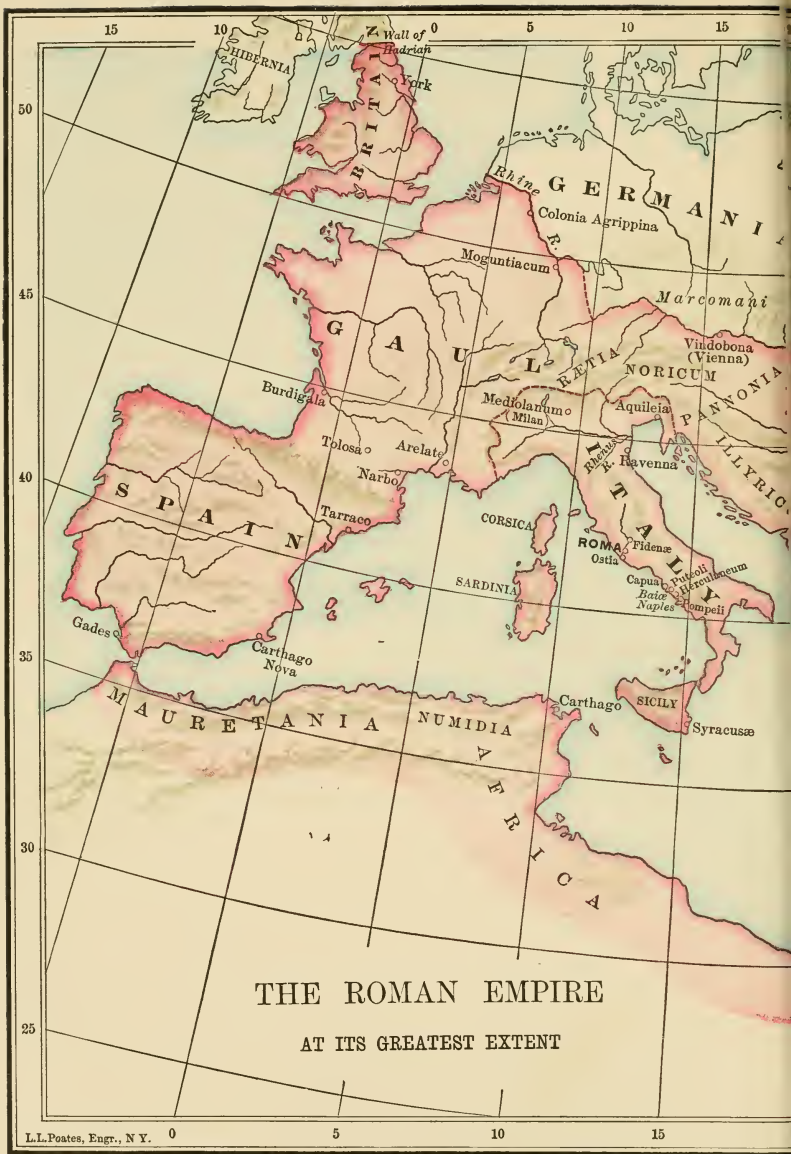 15
10
0
5
10
15
50
45
40
35
30
25
HIBERNIA
Wall of
Hadrian
York
BRITAIN
Rhine
R.
GERMANIA
Colonia Agrippina
Moguntiacum
Marcomani
Vindobona
(Vienna)
GAUL
RÆTIA
NORICUM
PANNONIA
ILLYRIC
Burdigala
Mediolanum
(Milan)
Aquileia
Tolosa
Arelate
Narbo
Rhenus
R.
Ravenna
ITALY
SPAIN
Tarraco
CORSICA
ROMA
Fidenæ
Ostia
SARDINIA
Capua
Puteoli
Herculaneum
Baiæ
Naples
Pompeii
Gades
Carthago
Nova
Carthago
SICILY
Syracusæ
MAURETANIA
NUMIDIA
AFRICA
THE ROMAN EMPIRE
AT ITS GREATEST EXTENT
L.L.Poates, Engr., N Y.
0
5
10
15